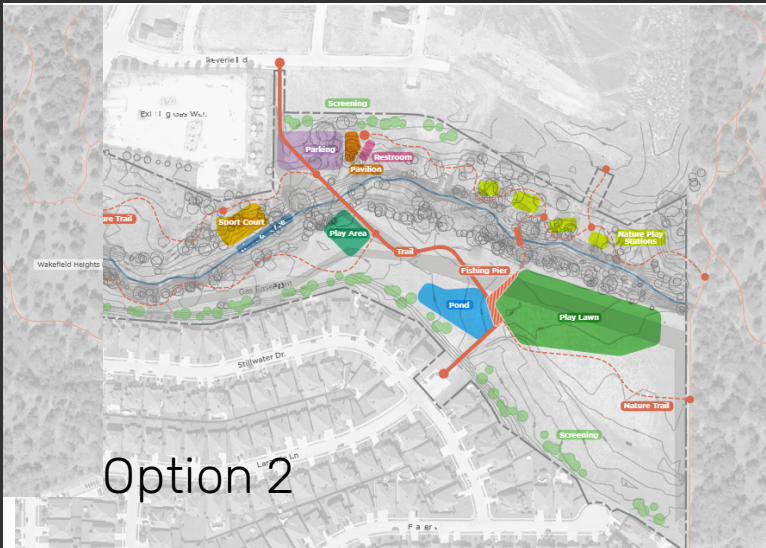 Screening
Parking
Restroom
Pavilion
Sport Court
Play Area
Nature Play
Stations
Trail
Wakefield Heights
Fishing Pier
Pond
Play Lawn
Stillwater Dr.
Nature Trail
Screening
Option 2